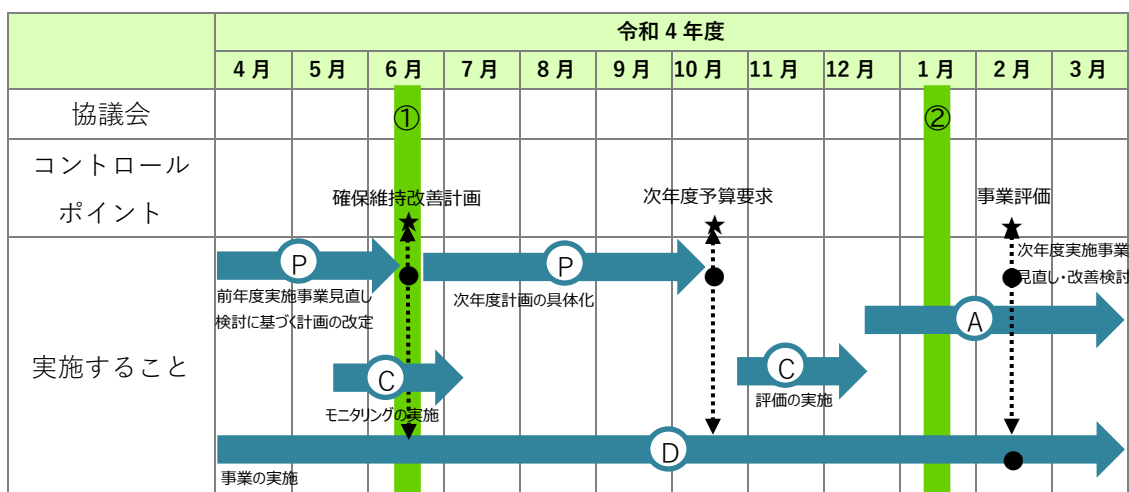 令和4年度
4月 5月 6月 7月 8月 9月 10月 11月 12月 1月 2月 3月
協議会
① ②
コントロール
ポイント
確保維持改善計画 次年度予算要求 事業評価
★ ★ ★
実施すること
P P
次年度実施事業
見直し・改善検討
前年度実施事業見直し
検討に基づく計画の改定
次年度計画の具体化
A
C C
モニタリングの実施
評価の実施
D
事業の実施